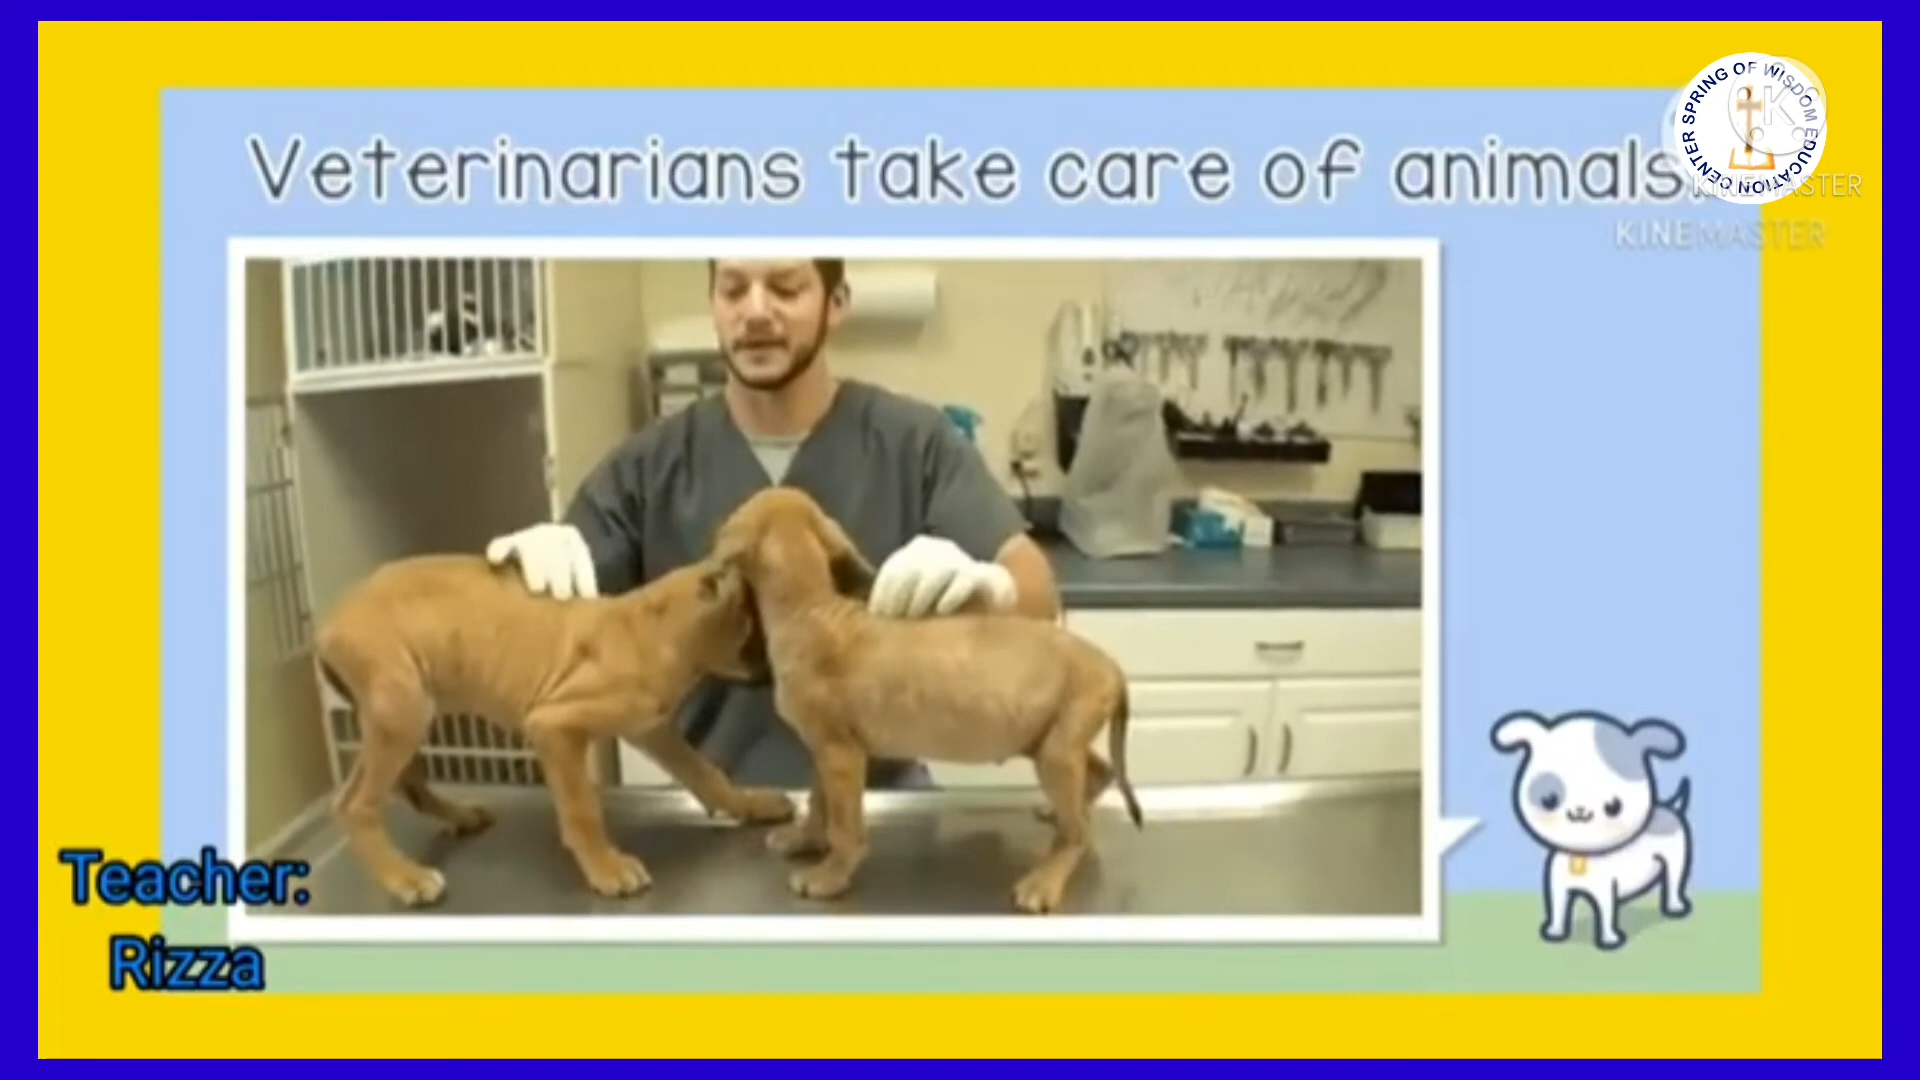 Veterinarians take care of animals.
CENTER SPRING OF WISDOM EDUCATION
K
KINEMASTER
KINEMASTER
Teacher:
Rizza